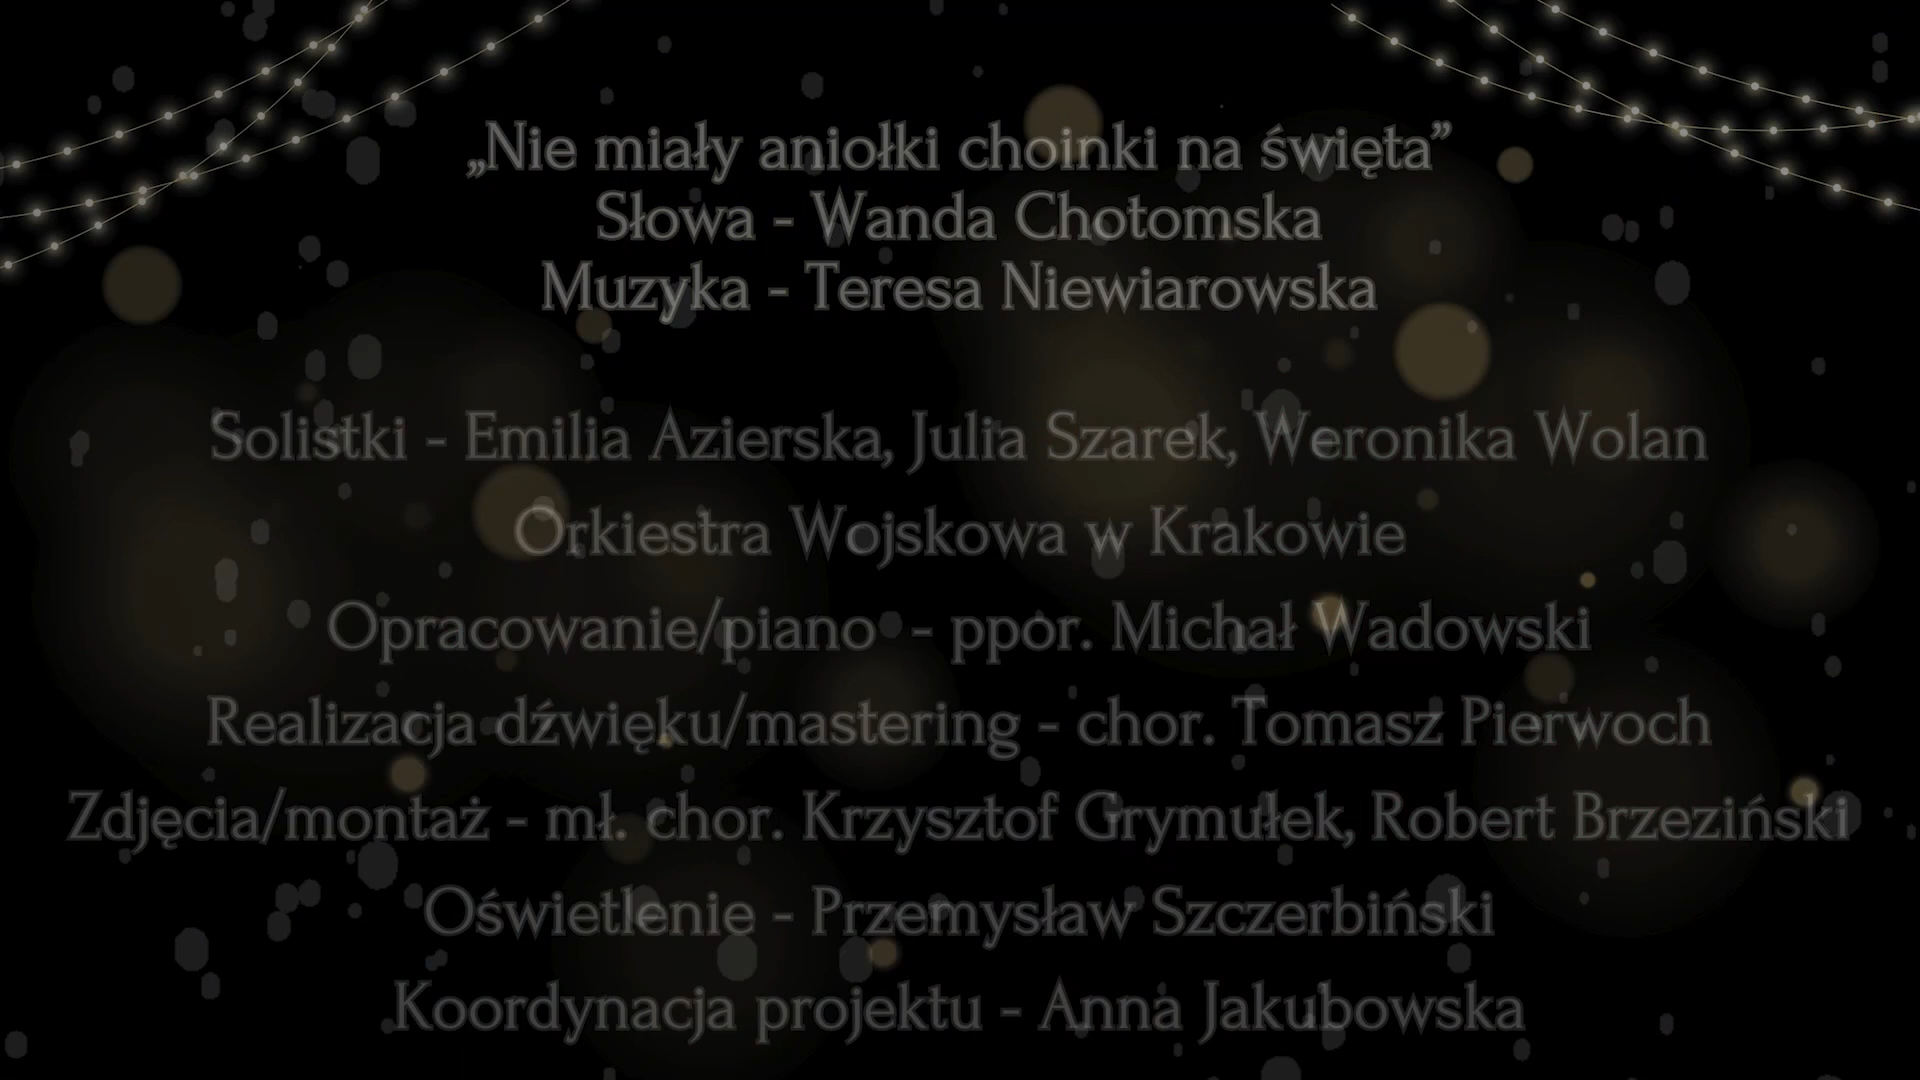 „Nie miały aniołki choinki na święta”
Słowa - Wanda Chotomska
Muzyka - Teresa Niewiarowska
Solistki - Emilia Azierska, Julia Szarek, Weronika Wolan
Orkiestra Wojskowa w Krakowie
Opracowanie/piano - ppor. Michał Wadowski
Realizacja dźwięku/mastering - chor. Tomasz Pierwoch
Zdjęcia/montaż - mł. chor. Krzysztof Grymułek, Robert Brzeziński
Oświetlenie - Przemysław Szczerbiński
Koordynacja projektu - Anna Jakubowska